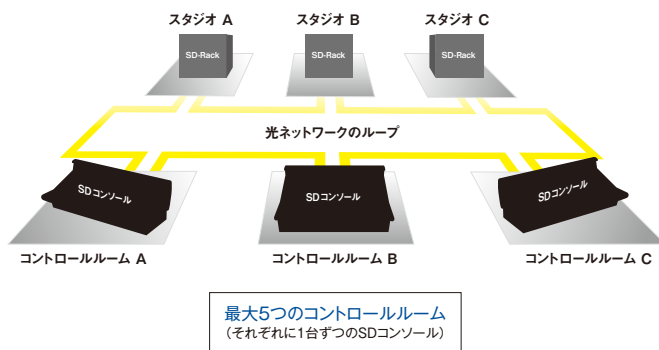 スタジオ A
スタジオ B
スタジオ C
SD-Rack
SD-Rack
SD-Rack
光ネットワークのループ
SDコンソール
SDコンソール
SDコンソール
コントロールルーム A
コントロールルーム B
コントロールルーム C
最大5つのコントロールルーム
（それぞれに1台ずつのSDコンソール）